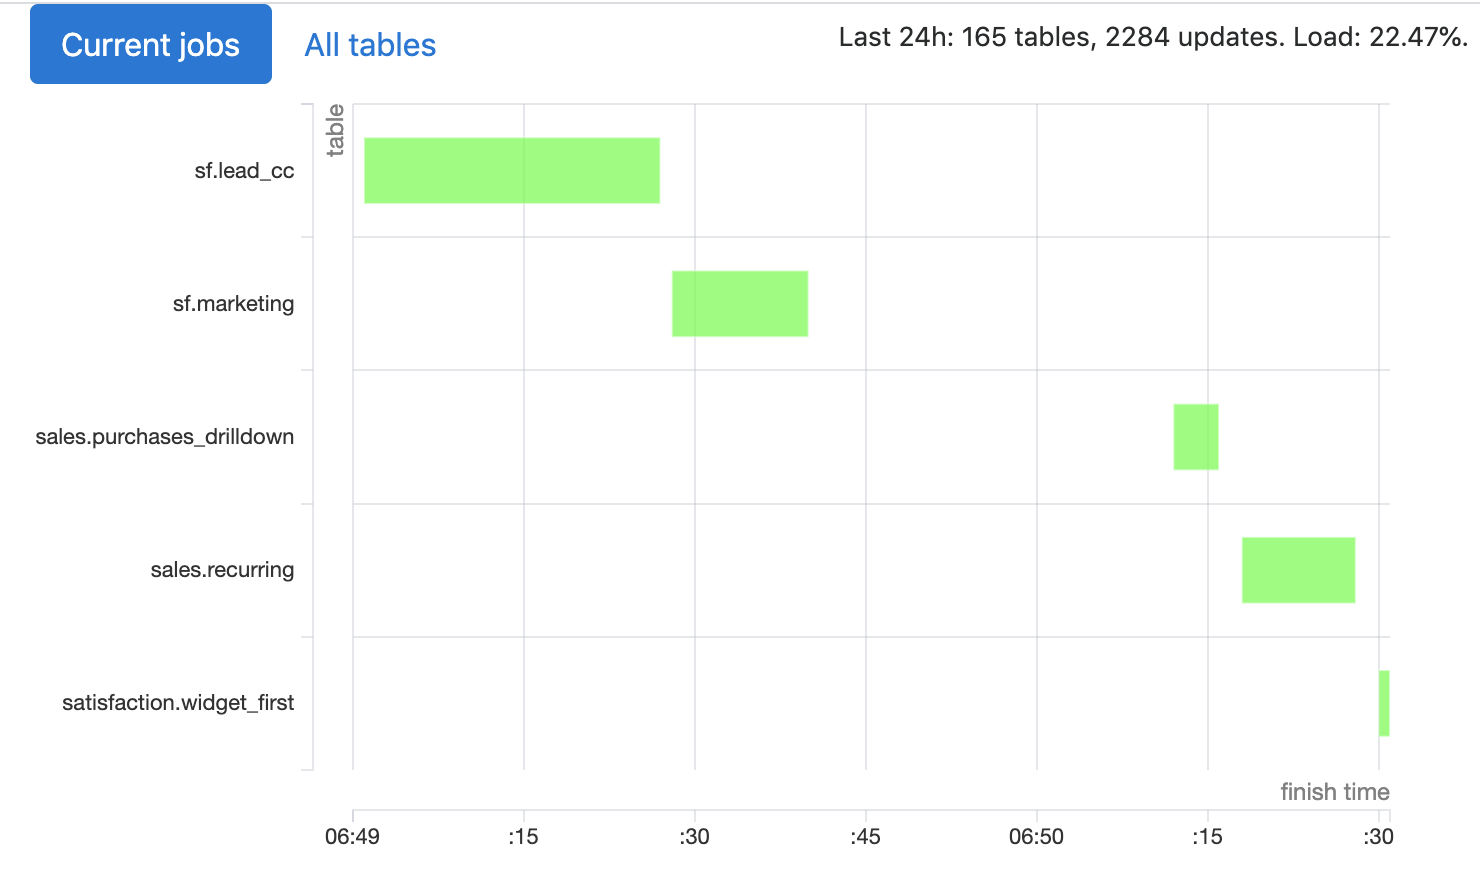 Current jobs
All tables
Last 24h: 165 tables, 2284 updates. Load: 22.47%.
table
sf.lead_cc
sf.marketing
sales.purchases_drilldown
sales.recurring
satisfaction.widget_first
finish time
06:49 :15 :30 :45 06:50 :15 :30